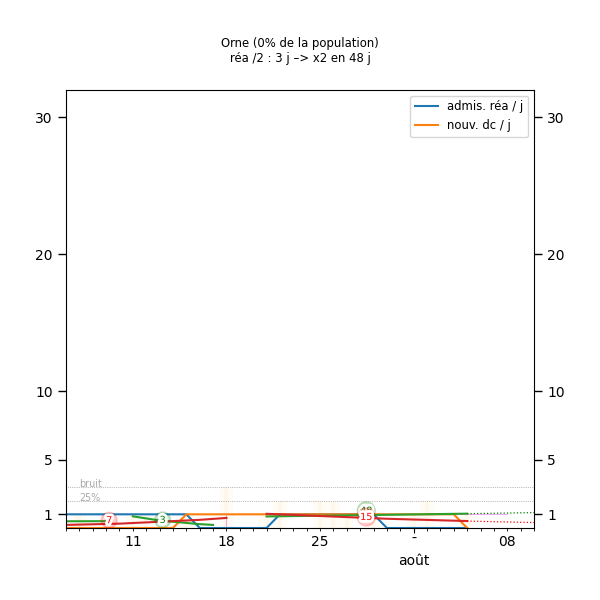 Orne (0% de la population)
réa /2 : 3 j –> x2 en 48 j
admis. réa / j
nouv. dc / j
30 30
20 20
10 10
5 5
bruit
25%
1 1
7 3 48 15
11 18 25 - 08
août